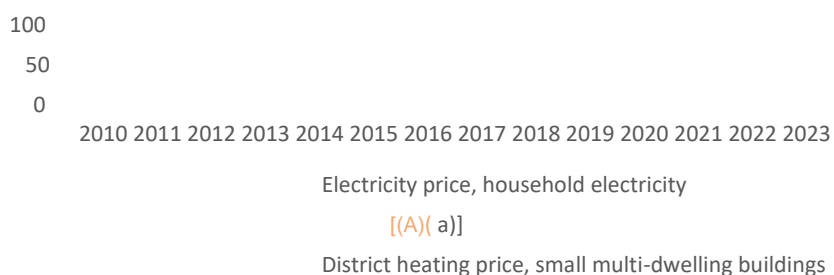 100
50
0
2010 2011 2012 2013 2014 2015 2016 2017 2018 2019 2020 2021 2022 2023
Electricity price, household electricity
[(A)( a)]
District heating price, small multi-dwelling buildings